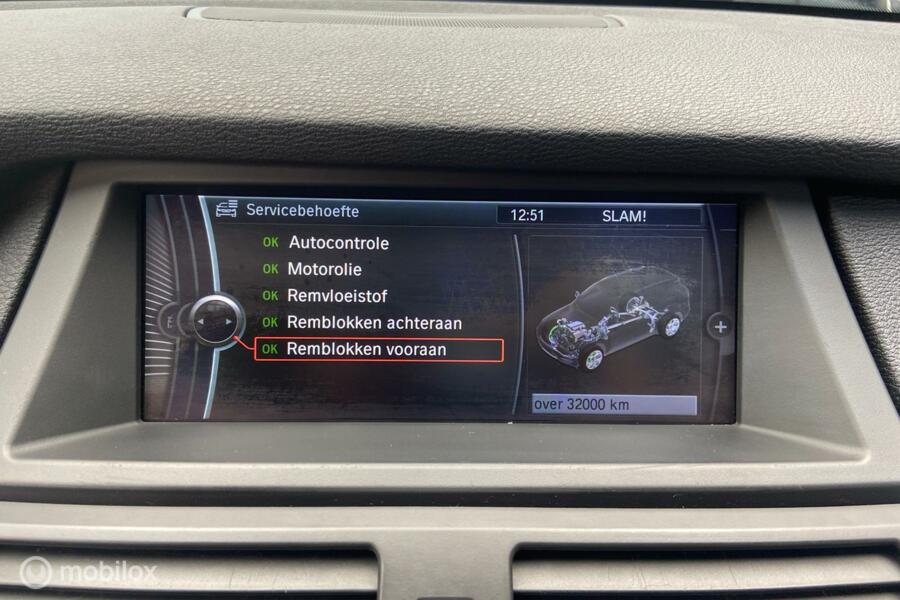 Servicebehoefte
12:51
SLAM!
OK Autocontrole
OK Motorolie
OK Remvloeistof
OK Remblokken achteraan
OK Remblokken vooraan
over 32000 km
mobilox